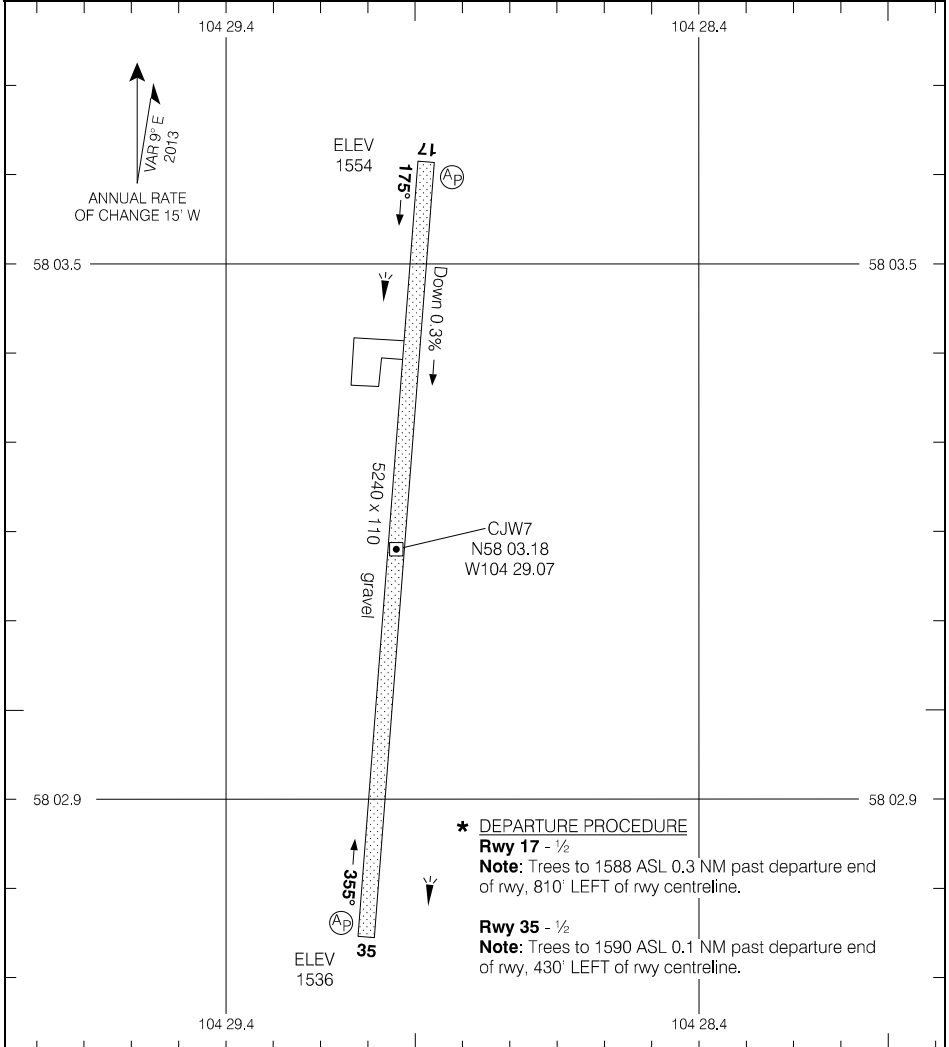 104 29.4
104 28.4
VAR 9° E
2013
ANNUAL RATE
OF CHANGE 15' W
ELEV
1554
17
AP
175°
58 03.5
58 03.5
Down 0.3%
5240 x 110
gravel
CJW7
N58 03.18
W104 29.07
58 02.9
58 02.9
355°
AP
35
ELEV
1536
* DEPARTURE PROCEDURE
Rwy 17 - ½
Note: Trees to 1588 ASL 0.3 NM past departure end
of rwy, 810' LEFT of rwy centreline.
Rwy 35 - ½
Note: Trees to 1590 ASL 0.1 NM past departure end
of rwy, 430' LEFT of rwy centreline.
104 29.4
104 28.4